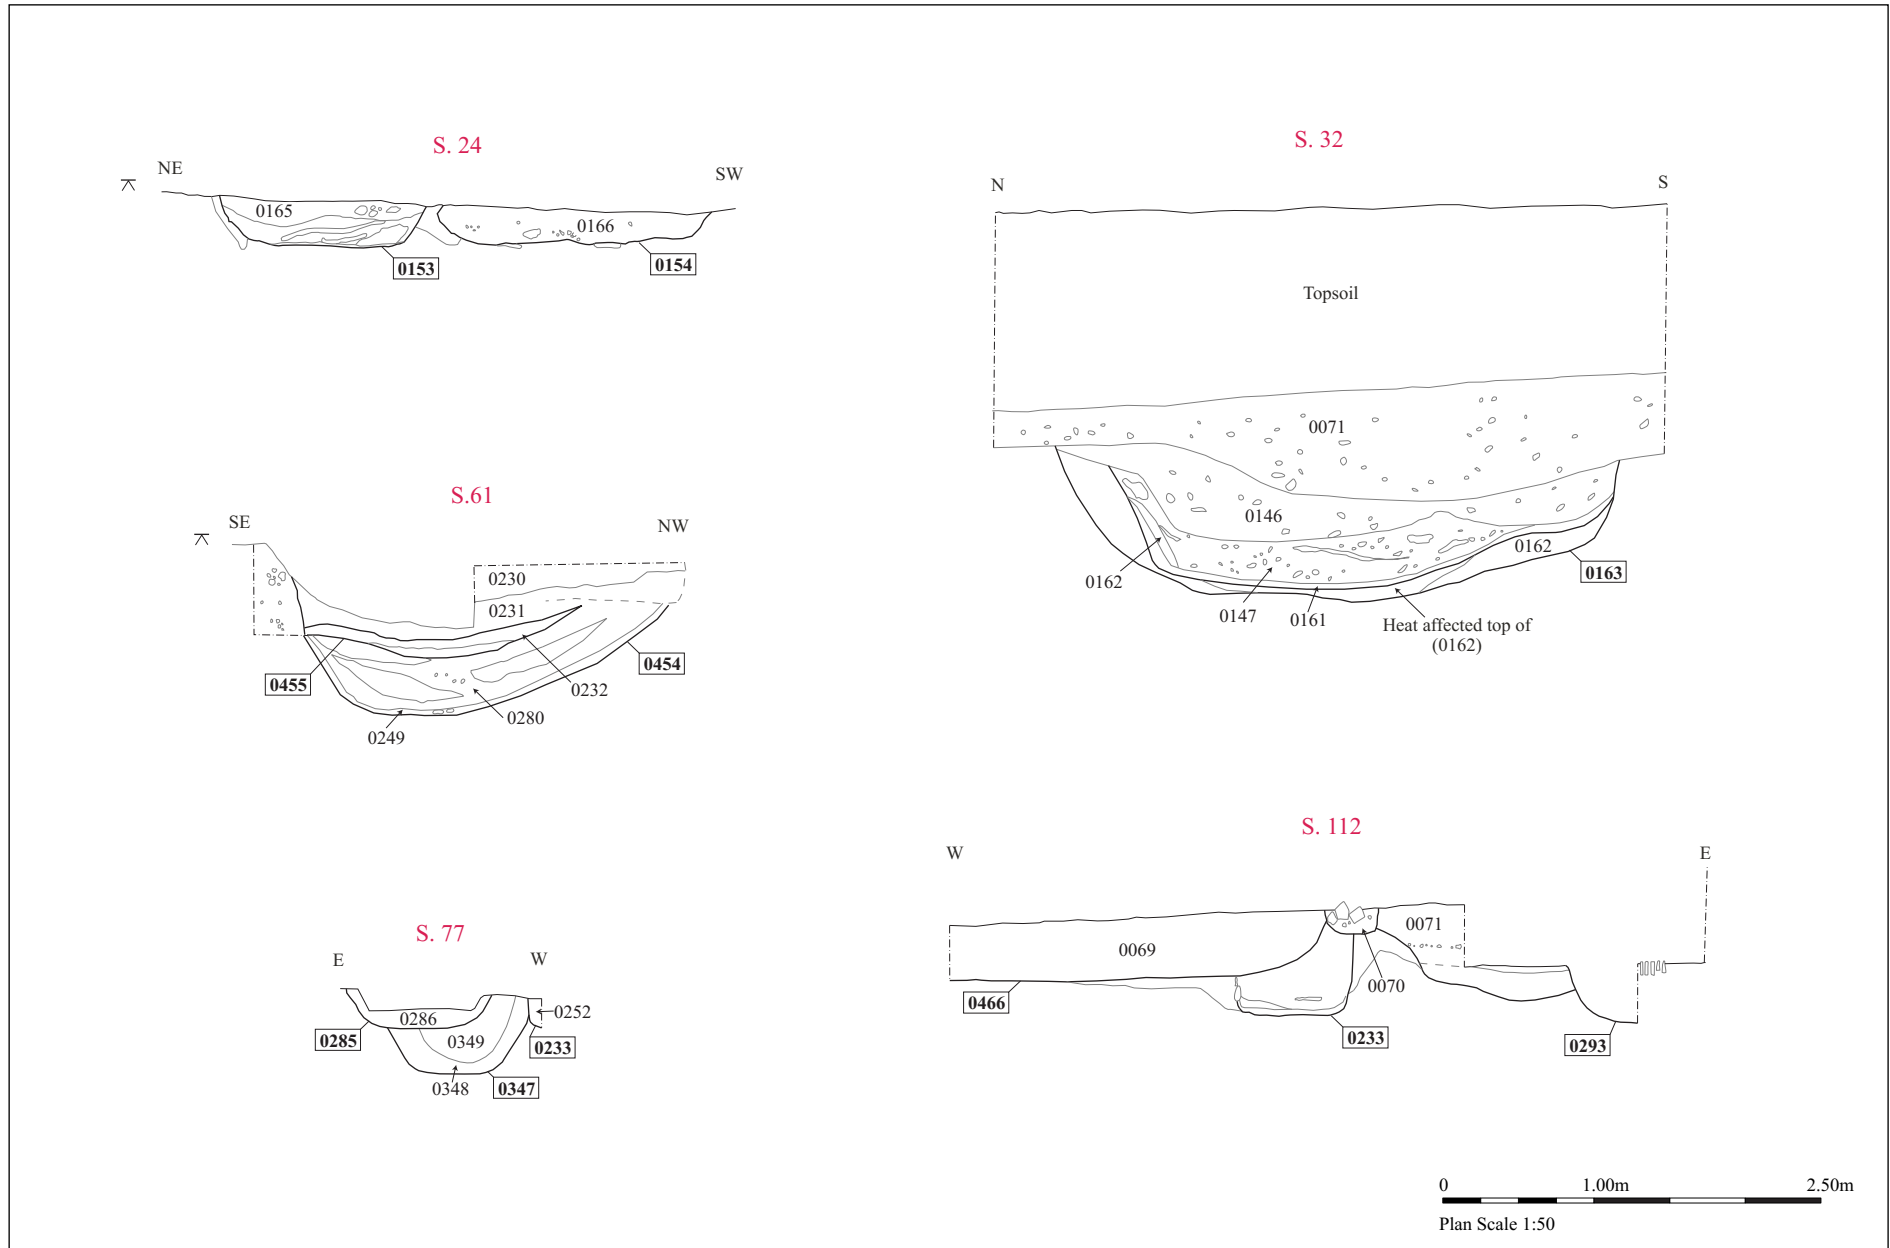 S. 24
NE
SW
0165
0166
0153
0154
S. 32
N
S
Topsoil
0071
0146
0162
0162
0163
0147
0161
Heat affected top of
(0162)
S.61
SE
NW
0230
0231
0455
0454
0232
0280
0249
S. 77
E
W
0286
0252
0285
0349
0233
0348
0347
S. 112
W
E
0069
0071
0070
0466
0233
0293
0
1.00m
2.50m
Plan Scale 1:50